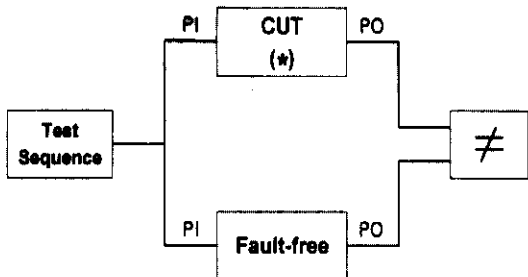 PI
CUT
(*)
PO
Test
Sequence
≠
PI
Fault-free
PO